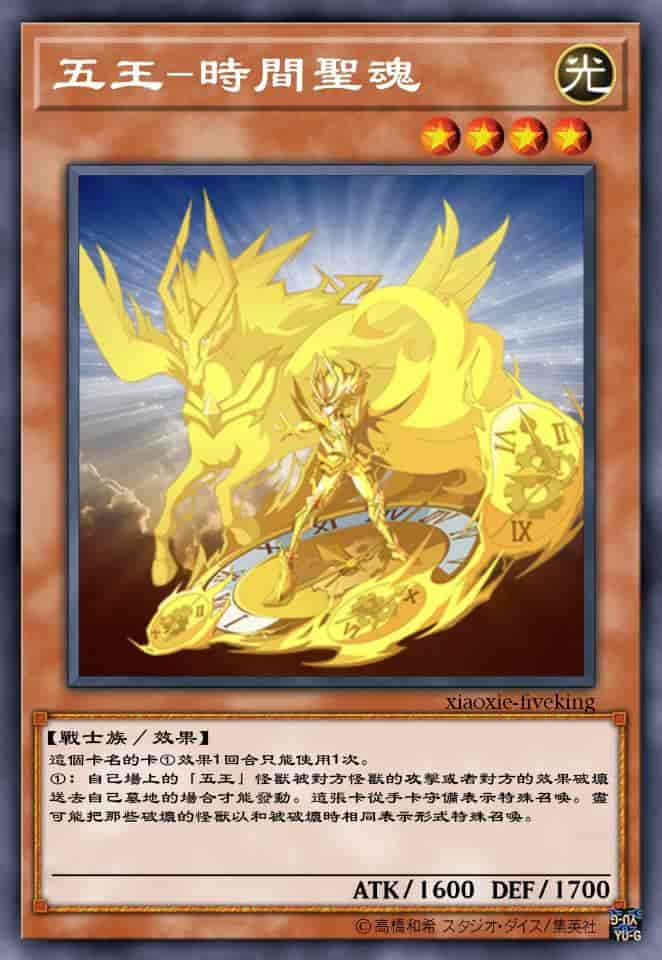 五王-時間聖魂
光
VI II
IX
XI
I
xiaoxie-fiveking
【戰士族／效果】
這個卡名的卡①效果1回合只能使用1次。
①：自己場上的「五王」怪獸被對方怪獸的攻擊或者對方的效果破壞
送去自己墓地的場合才能發動。這張卡從手卡守備表示特殊召喚。盡
可能把那些破壞的怪獸以和被破壞時相同表示形式特殊召喚。
ATK/1600 DEF/1700
©高橋和希 スタジオ・ダイス/集英社